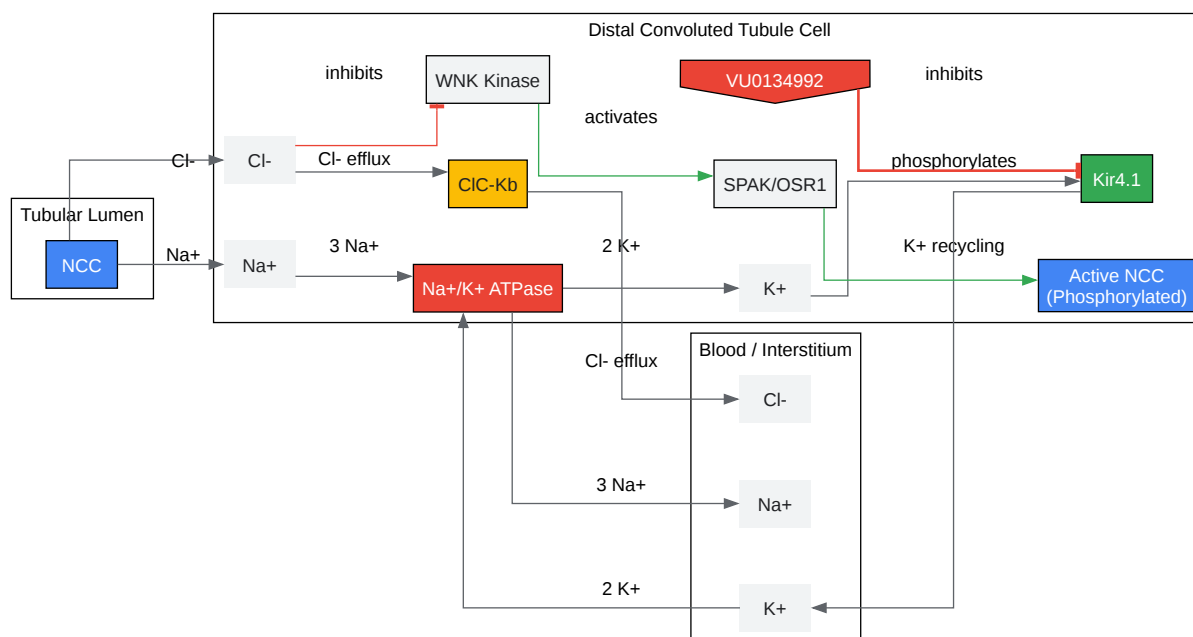 Distal Convoluted Tubule Cell
inhibits
WNK Kinase
VU0134992
inhibits
activates
Cl-
Cl-
Cl- efflux
ClC-Kb
SPAK/OSR1
phosphorylates
Kir4.1
Tubular Lumen
NCC
Na+
Na+
3 Na+
Na+/K+ ATPase
2 K+
K+
K+ recycling
Active NCC
(Phosphorylated)
Blood / Interstitium
Cl- efflux
Cl-
3 Na+
Na+
2 K+
K+